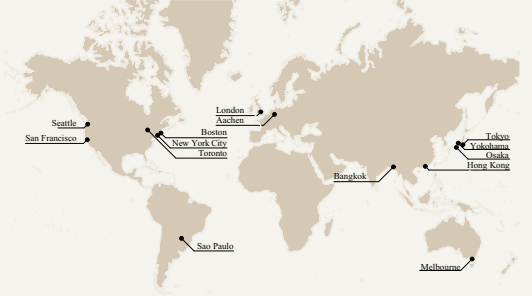 London
Aachen
Seattle
San Francisco
Boston
New York City
Toronto
Tokyo
Yokohama
Osaka
Hong Kong
Bangkok
Sao Paulo
Melbourne